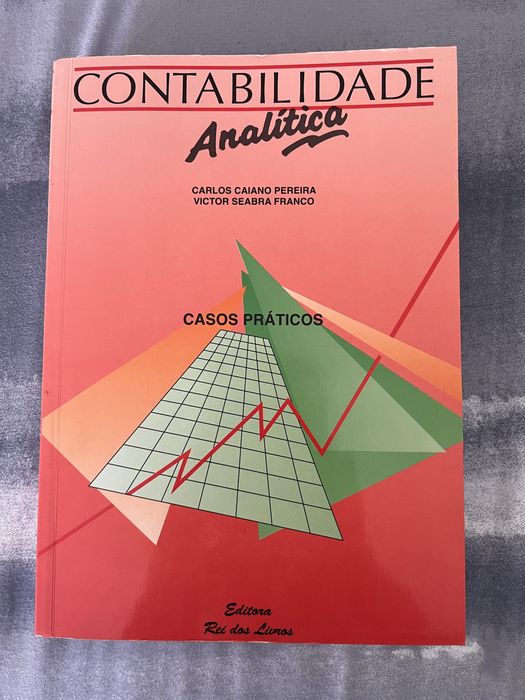 CONTABILIDADE
Analítica
CARLOS CAIANO PEREIRA
VICTOR SEABRA FRANCO
CASOS PRÁTICOS
Editora
Rei dos Livros